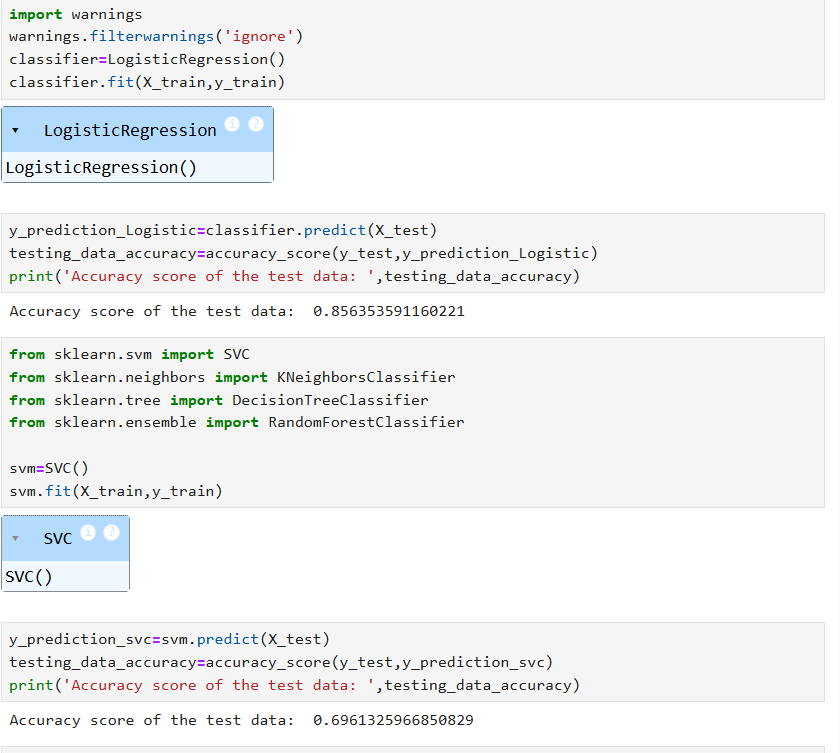 import warnings
warnings.filterwarnings('ignore')
classifier=LogisticRegression()
classifier.fit(X_train,y_train)
▾ LogisticRegression i ?
LogisticRegression()
y_prediction_Logistic=classifier.predict(X_test)
testing_data_accuracy=accuracy_score(y_test,y_prediction_Logistic)
print('Accuracy score of the test data: ',testing_data_accuracy)
Accuracy score of the test data:  0.856353591160221
from sklearn.svm import SVC
from sklearn.neighbors import KNeighborsClassifier
from sklearn.tree import DecisionTreeClassifier
from sklearn.ensemble import RandomForestClassifier
svm=SVC()
svm.fit(X_train,y_train)
▾ SVC i ?
SVC()
y_prediction_svc=svm.predict(X_test)
testing_data_accuracy=accuracy_score(y_test,y_prediction_svc)
print('Accuracy score of the test data: ',testing_data_accuracy)
Accuracy score of the test data:  0.6961325966850829